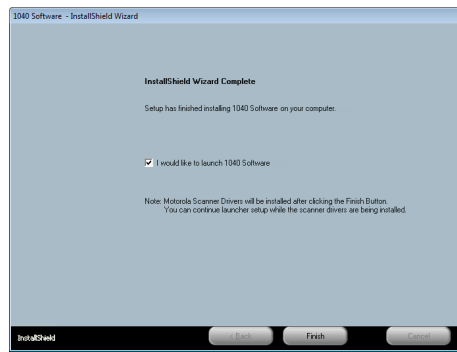 1040 Software - InstallShield Wizard
InstallShield Wizard Complete
Setup has finished installing 1040 Software on your computer.
I would like to launch 1040 Software
Note: Motorola Scanner Drivers will be installed after clicking the Finish Button.
You can continue launcher setup while the scanner drivers are being installed.
InstallShield
< Back
Finish
Cancel